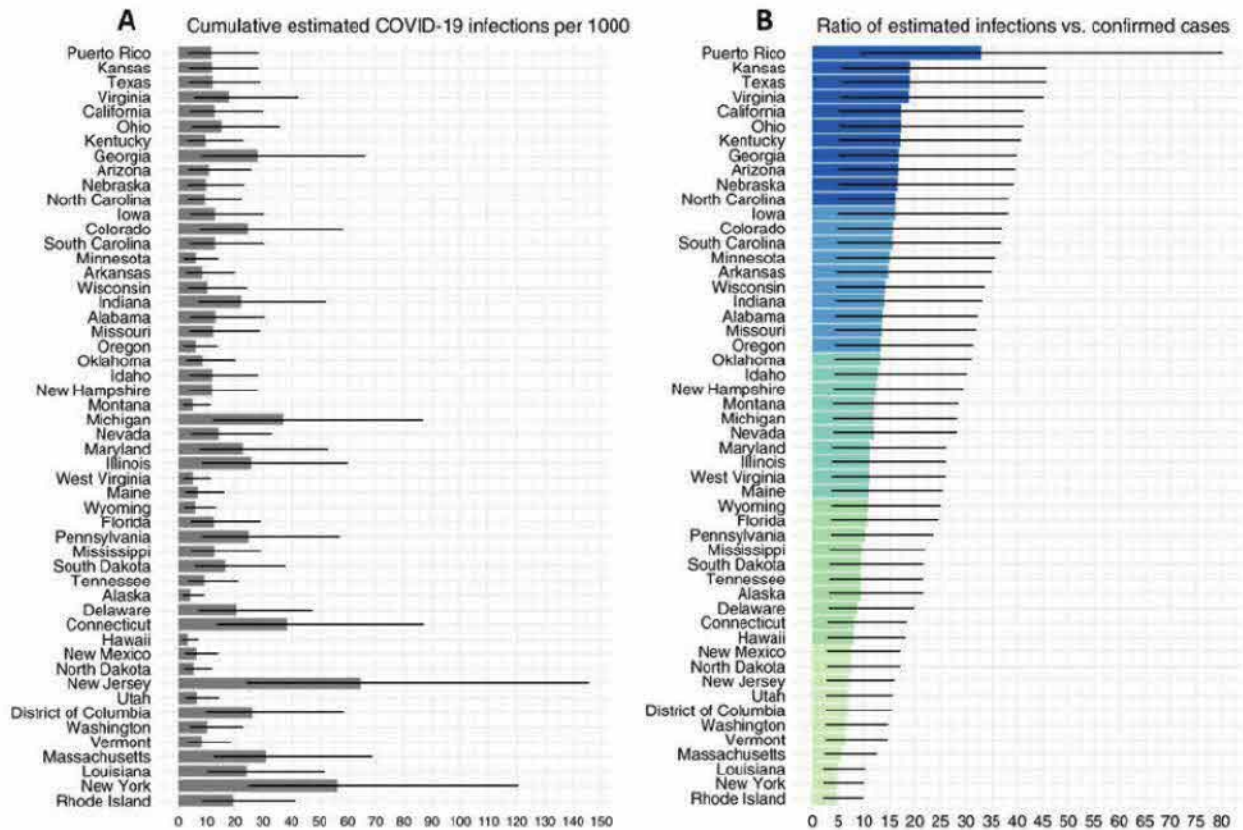 A
Cumulative estimated COVID-19 infections per 1000
Puerto Rico
Kansas
Texas
Virginia
California
Ohio
Kentucky
Georgia
Arizona
Nebraska
North Carolina
Iowa
Colorado
South Carolina
Minnesota
Arkansas
Wisconsin
Indiana
Alabama
Missouri
Oregon
Oklahoma
Idaho
New Hampshire
Montana
Michigan
Nevada
Maryland
Illinois
West Virginia
Maine
Wyoming
Florida
Pennsylvania
Mississippi
South Dakota
Tennessee
Alaska
Delaware
Connecticut
Hawaii
New Mexico
North Dakota
New Jersey
Utah
District of Columbia
Washington
Vermont
Massachusetts
Louisiana
New York
Rhode Island
0 10 20 30 40 50 60 70 80 90 100 110 120 130 140 150
B
Ratio of estimated infections vs. confirmed cases
Puerto Rico
Kansas
Texas
Virginia
California
Ohio
Kentucky
Georgia
Arizona
Nebraska
North Carolina
Iowa
Colorado
South Carolina
Minnesota
Arkansas
Wisconsin
Indiana
Alabama
Missouri
Oregon
Oklahoma
Idaho
New Hampshire
Montana
Michigan
Nevada
Maryland
Illinois
West Virginia
Maine
Wyoming
Florida
Pennsylvania
Mississippi
South Dakota
Tennessee
Alaska
Delaware
Connecticut
Hawaii
New Mexico
North Dakota
New Jersey
Utah
District of Columbia
Washington
Vermont
Massachusetts
Louisiana
New York
Rhode Island
0 5 10 15 20 25 30 35 40 45 50 55 60 65 70 75 80